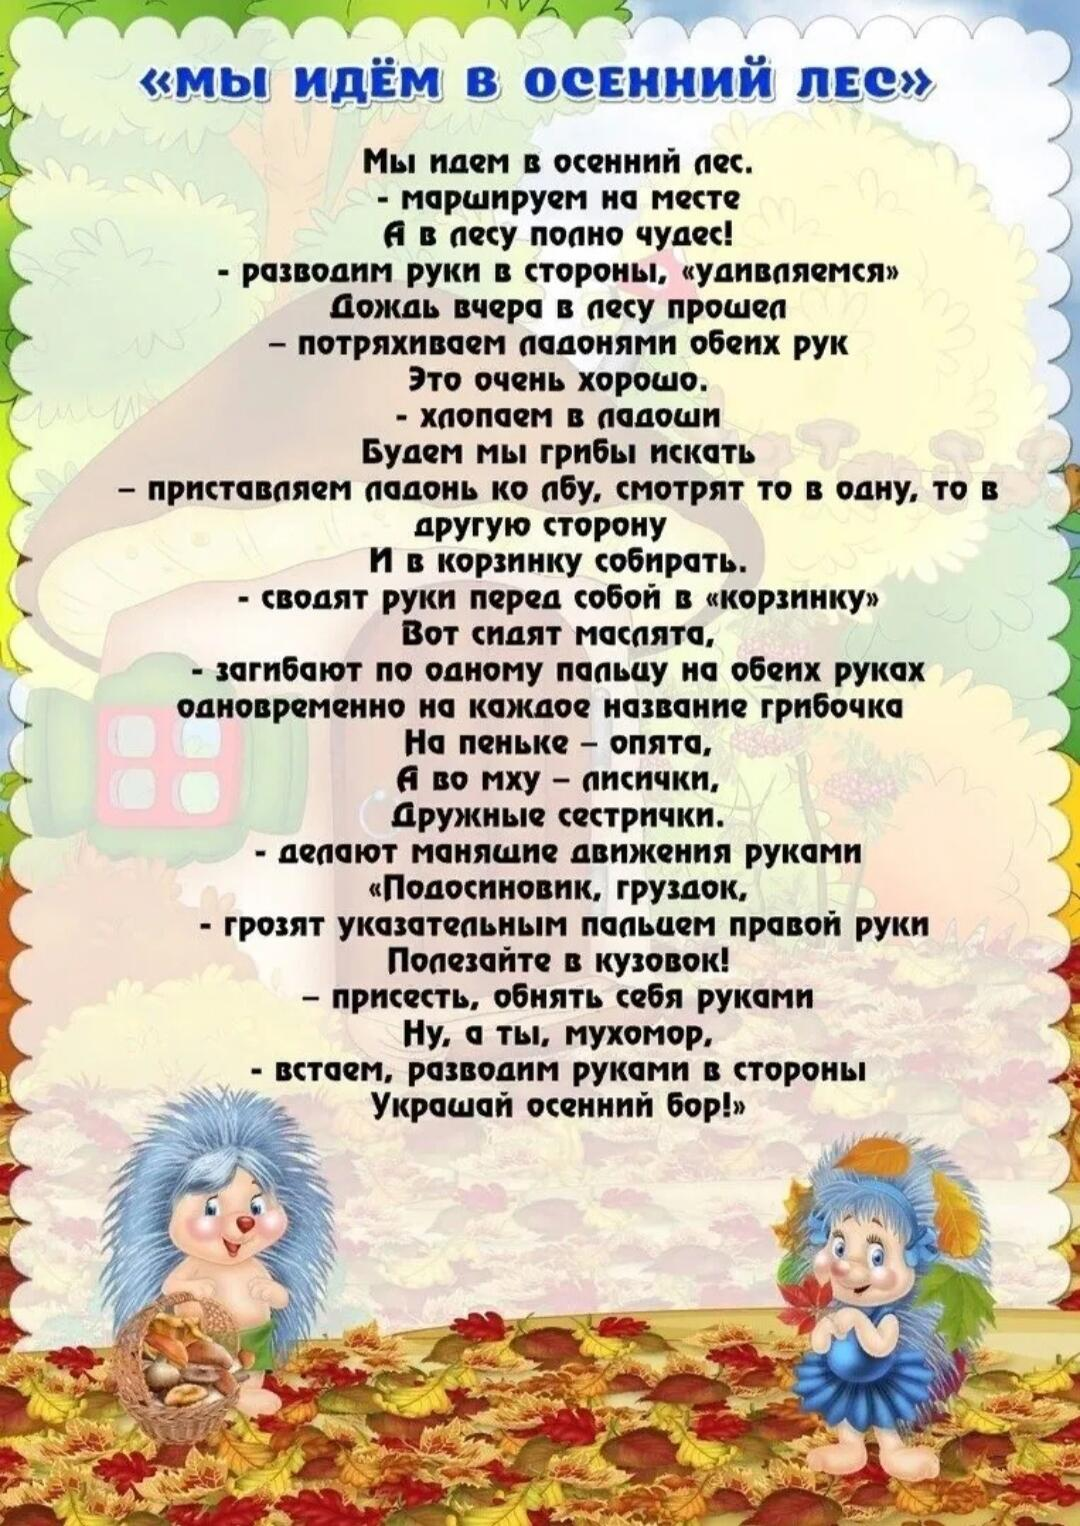 «МЫ ИДЁМ В ОСЕННИЙ ЛЕС»
Мы идем в осенний лес.
- маршируем на месте
А в лесу полно чудес!
- разводим руки в стороны, «удивляемся»
Дождь вчера в лесу прошел
– потряхиваем ладонями обеих рук
Это очень хорошо.
- хлопаем в ладоши
Будем мы грибы искать
– приставляем ладонь ко лбу, смотрят то в одну, то в
другую сторону
И в корзинку собирать.
- сводят руки перед собой в «корзинку»
Вот сидят маслята,
- загибают по одному пальцу на обеих руках
одновременно на каждое название грибочка
На пеньке – опята,
А во мху – лисички,
Дружные сестрички.
- делают манящие движения руками
«Подосиновик, груздок,
- грозят указательным пальцем правой руки
Полезайте в кузовок!
– присесть, обнять себя руками
Ну, а ты, мухомор,
- встаем, разводим руками в стороны
Украшай осенний бор!»